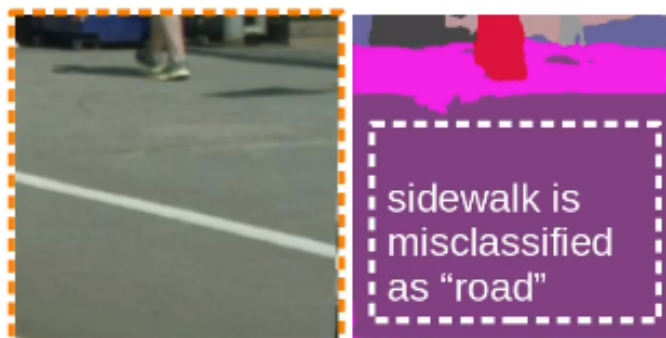 sidewalk is
misclassified
as “road”